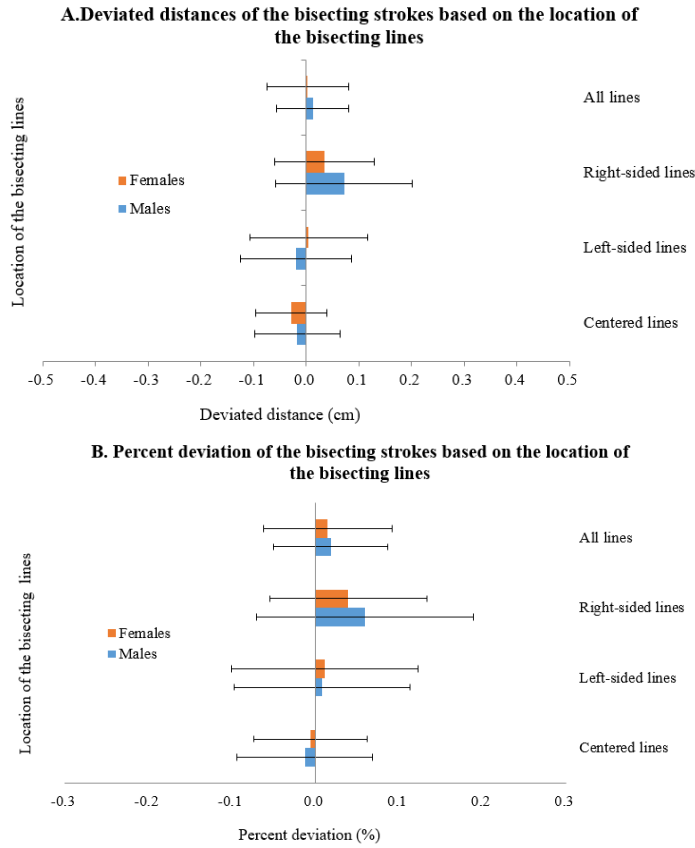 A.Deviated distances of the bisecting strokes based on the location of
the bisecting lines
Location of the bisecting lines
All lines
Right-sided lines
Females
Males
Left-sided lines
Centered lines
-0.5 -0.4 -0.3 -0.2 -0.1 0.0 0.1 0.2 0.3 0.4 0.5
Deviated distance (cm)
B. Percent deviation of the bisecting strokes based on the location of
the bisecting lines
Location of the bisecting lines
All lines
Right-sided lines
Females
Males
Left-sided lines
Centered lines
-0.3 -0.2 -0.1 0.0 0.1 0.2 0.3
Percent deviation (%)